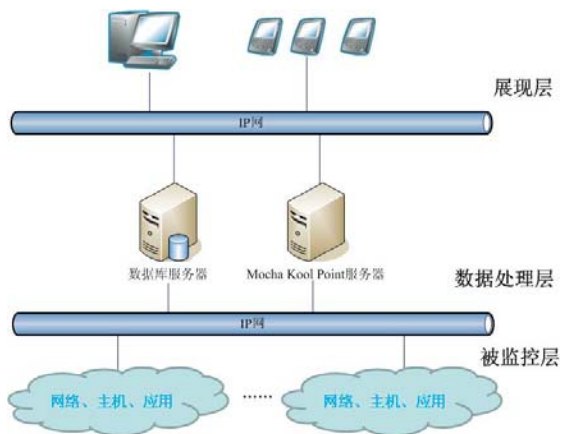 展现层
IP网
数据库服务器
Mocha Kool Point服务器
数据处理层
IP网
被监控层
网络、主机、应用
······
网络、主机、应用